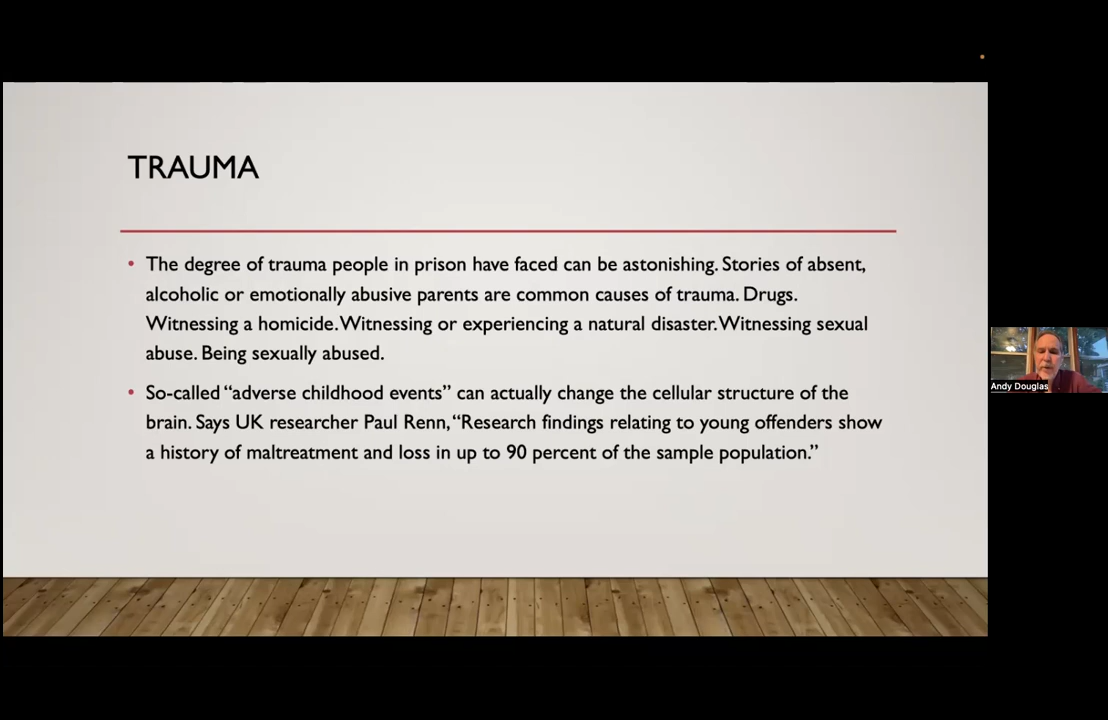 TRAUMA
• The degree of trauma people in prison have faced can be astonishing. Stories of absent,
alcoholic or emotionally abusive parents are common causes of trauma. Drugs.
Witnessing a homicide. Witnessing or experiencing a natural disaster. Witnessing sexual
abuse. Being sexually abused.
• So-called “adverse childhood events” can actually change the cellular structure of the
brain. Says UK researcher Paul Renn, “Research findings relating to young offenders show
a history of maltreatment and loss in up to 90 percent of the sample population.”
Andy Douglas